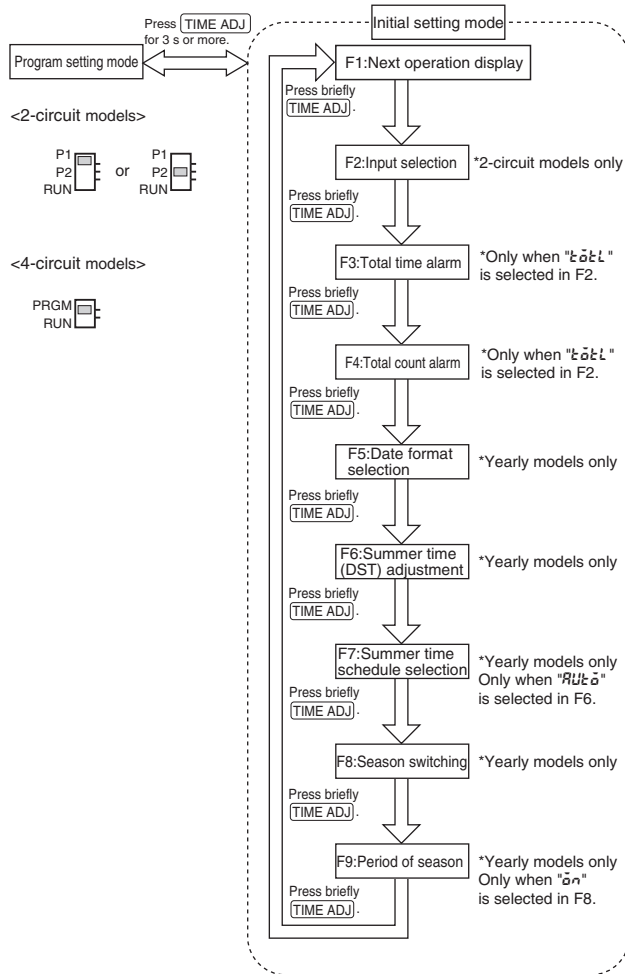 Press TIME ADJ
for 3 s or more.
Initial setting mode
Program setting mode
F1:Next operation display
<2-circuit models>
P1
P2
RUN
or
P1
P2
RUN
<4-circuit models>
PRGM
RUN
Press briefly
TIME ADJ.
F2:Input selection
*2-circuit models only
Press briefly
TIME ADJ.
F3:Total time alarm
*Only when "totL"
is selected in F2.
Press briefly
TIME ADJ.
F4:Total count alarm
*Only when "totL"
is selected in F2.
Press briefly
TIME ADJ.
F5:Date format
selection
*Yearly models only
Press briefly
TIME ADJ.
F6:Summer time
(DST) adjustment
*Yearly models only
Press briefly
TIME ADJ.
F7:Summer time
schedule selection
*Yearly models only
Only when "AUto"
is selected in F6.
Press briefly
TIME ADJ.
F8:Season switching
*Yearly models only
Press briefly
TIME ADJ.
F9:Period of season
*Yearly models only
Only when "on"
is selected in F8.
Press briefly
TIME ADJ.